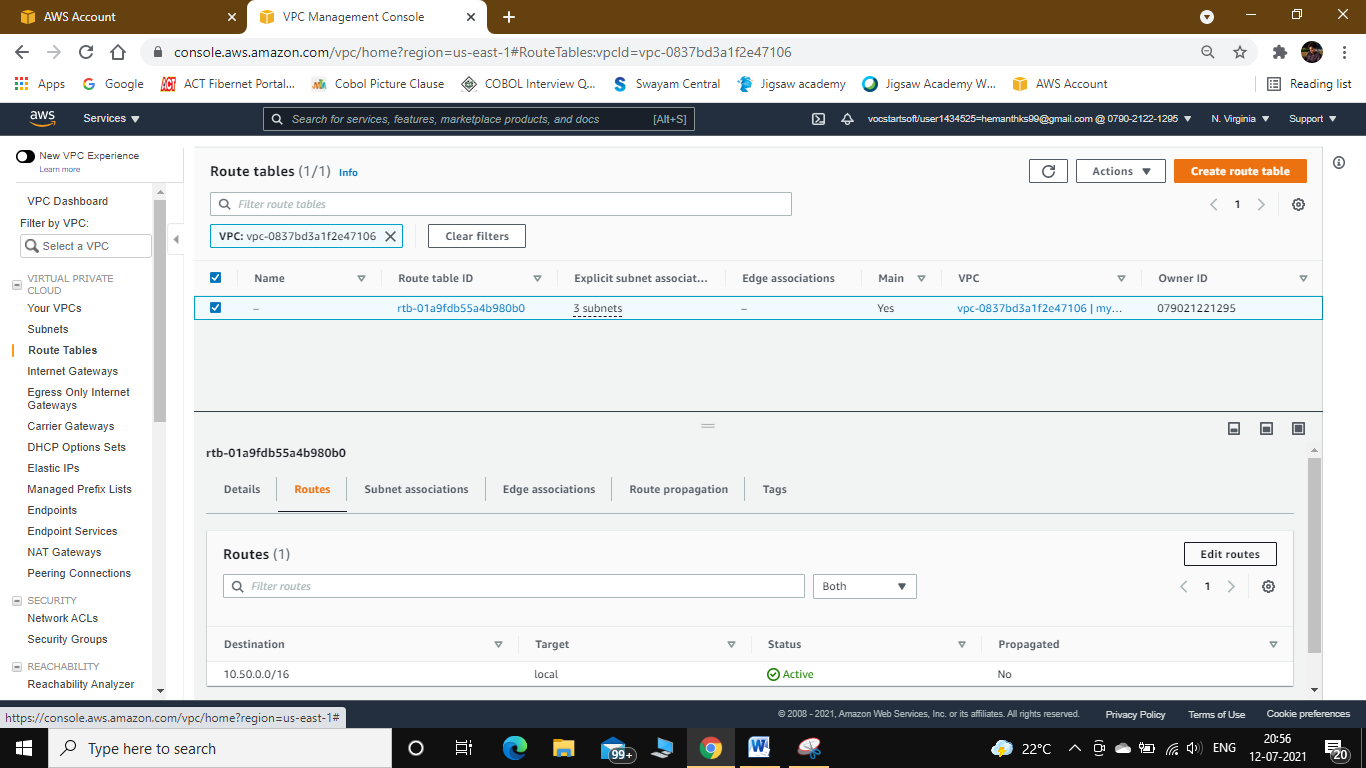 AWS Account
VPC Management Console
console.aws.amazon.com/vpc/home?region=us-east-1#RouteTables:vpcId=vpc-0837bd3a1f2e47106
Apps
Google
ACT Fibernet Portal...
Cobol Picture Clause
COBOL Interview Q...
Swayam Central
Jigsaw academy
Jigsaw Academy W...
AWS Account
Reading list
aws
Services
Search for services, features, marketplace products, and docs
[Alt+S]
vocstartsoft/user1434525=hemanthks99@gmail.com @ 0790-2122-1295
N. Virginia
Support
New VPC Experience
Learn more
VPC Dashboard
Filter by VPC:
Select a VPC
VIRTUAL PRIVATE
CLOUD
Your VPCs
Subnets
Route Tables
Internet Gateways
Egress Only Internet
Gateways
Carrier Gateways
DHCP Options Sets
Elastic IPs
Managed Prefix Lists
Endpoints
Endpoint Services
NAT Gateways
Peering Connections
SECURITY
Network ACLs
Security Groups
REACHABILITY
Reachability Analyzer
Route tables (1/1) Info
Actions
Create route table
Filter route tables
1
VPC: vpc-0837bd3a1f2e47106
Clear filters
Name Route table ID Explicit subnet associat... Edge associations Main VPC Owner ID
– rtb-01a9fdb55a4b980b0 3 subnets – Yes vpc-0837bd3a1f2e47106 | my... 079021221295
rtb-01a9fdb55a4b980b0
Details Routes Subnet associations Edge associations Route propagation Tags
Routes (1)
Edit routes
Filter routes
Both
1
Destination Target Status Propagated
10.50.0.0/16 local Active No
https://console.aws.amazon.com/vpc/home?region=us-east-1#
© 2008 - 2021, Amazon Web Services, Inc. or its affiliates. All rights reserved.
Privacy Policy
Terms of Use
Cookie preferences
Type here to search
99+
22°C
ENG
20:56
12-07-2021
20